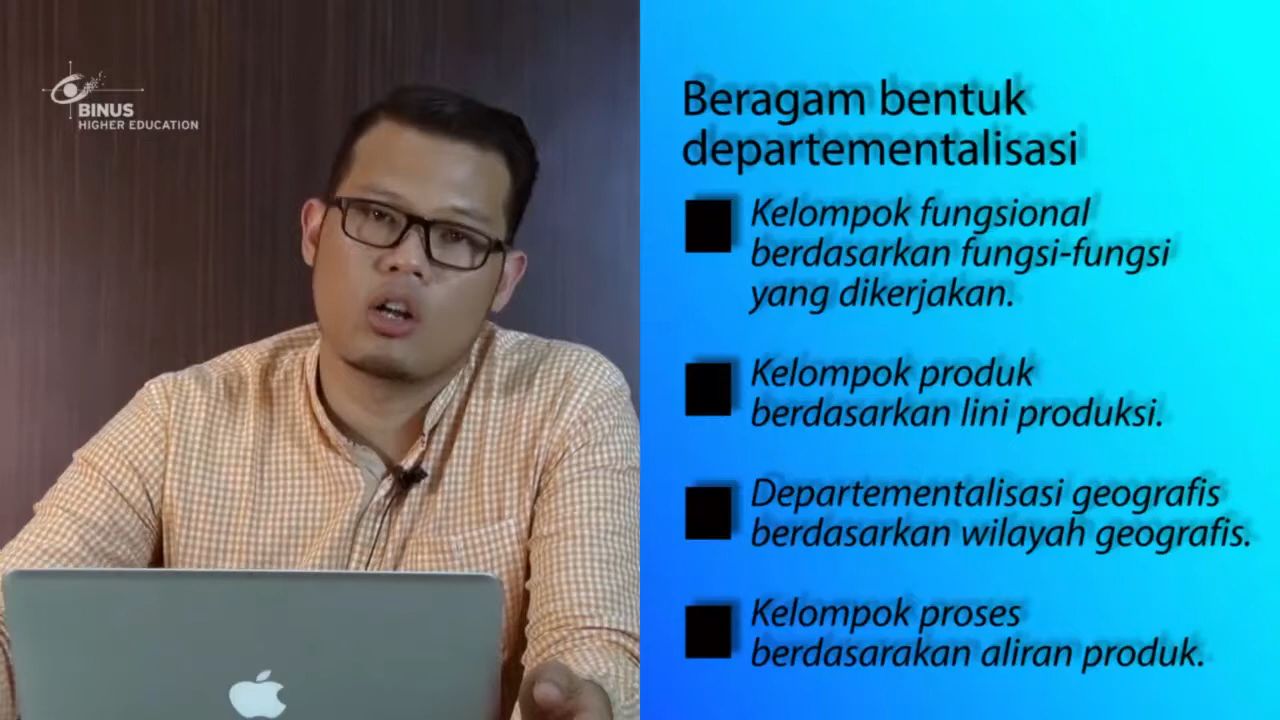 BINUS
HIGHER EDUCATION
Beragam bentuk
departementalisasi
Kelompok fungsional
berdasarkan fungsi-fungsi
yang dikerjakan.
Kelompok produk
berdasarkan lini produksi.
Departementalisasi geografis
berdasarkan wilayah geografis.
Kelompok proses
berdasarakan aliran produk.